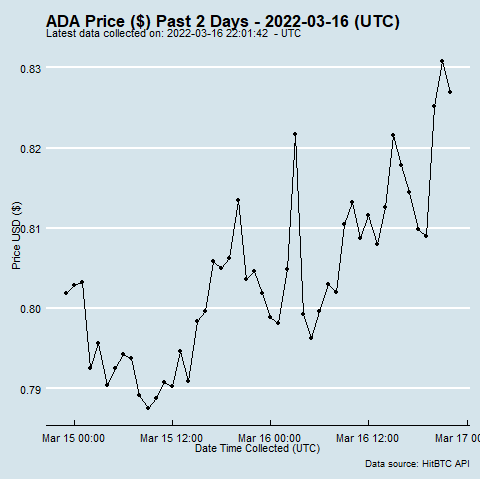 ADA Price ($) Past 2 Days - 2022-03-16 (UTC)
Latest data collected on: 2022-03-16 22:01:42 - UTC
0.83
0.82
0.81
0.80
0.79
Price USD ($)
Mar 15 00:00 Mar 15 12:00 Mar 16 00:00 Mar 16 12:00 Mar 17 00
Date Time Collected (UTC)
Data source: HitBTC API